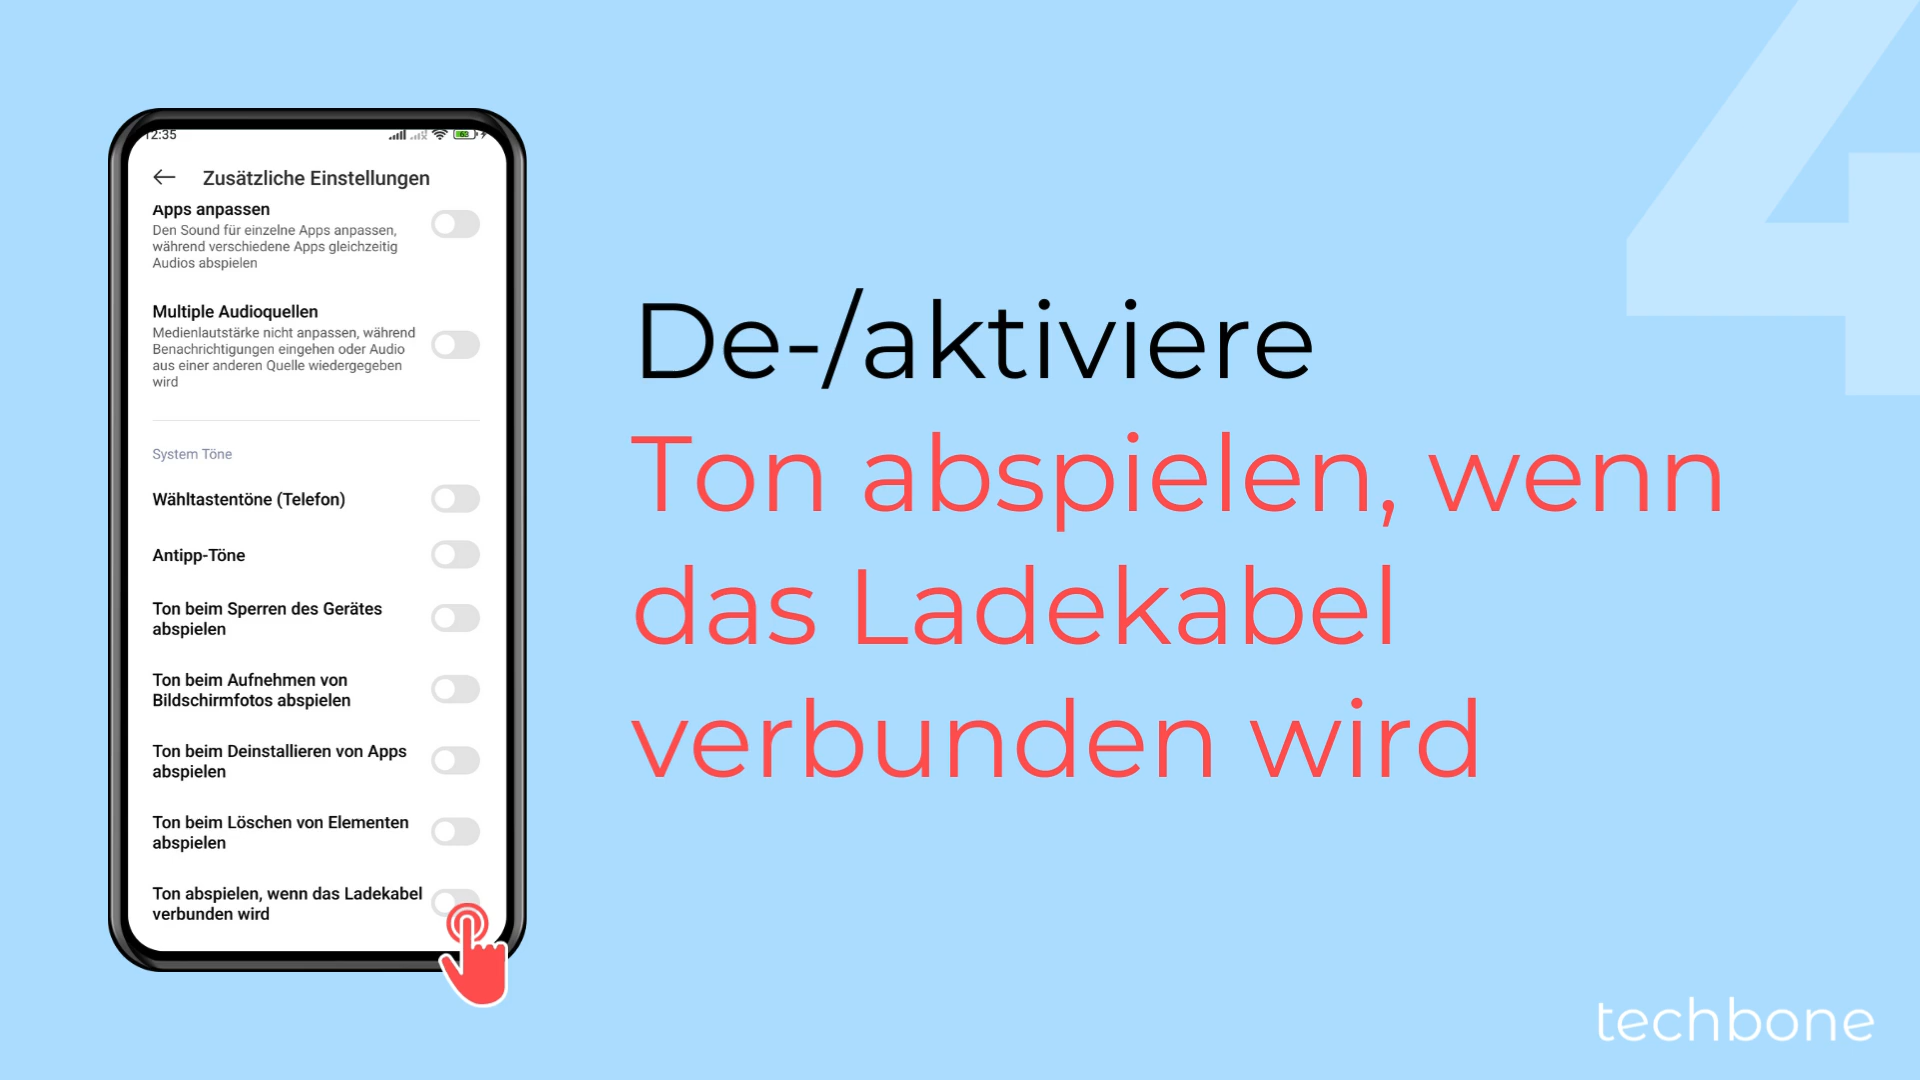 4
12:35
63
Zusätzliche Einstellungen
Apps anpassen
Den Sound für einzelne Apps anpassen,
während verschiedene Apps gleichzeitig
Audios abspielen
Multiple Audioquellen
Medienlautstärke nicht anpassen, während
Benachrichtigungen eingehen oder Audio
aus einer anderen Quelle wiedergegeben
wird
System Töne
Wähltastentöne (Telefon)
Antipp-Töne
Ton beim Sperren des Gerätes
abspielen
Ton beim Aufnehmen von
Bildschirmfotos abspielen
Ton beim Deinstallieren von Apps
abspielen
Ton beim Löschen von Elementen
abspielen
Ton abspielen, wenn das Ladekabel
verbunden wird
De-/aktiviere
Ton abspielen, wenn
das Ladekabel
verbunden wird
techbone